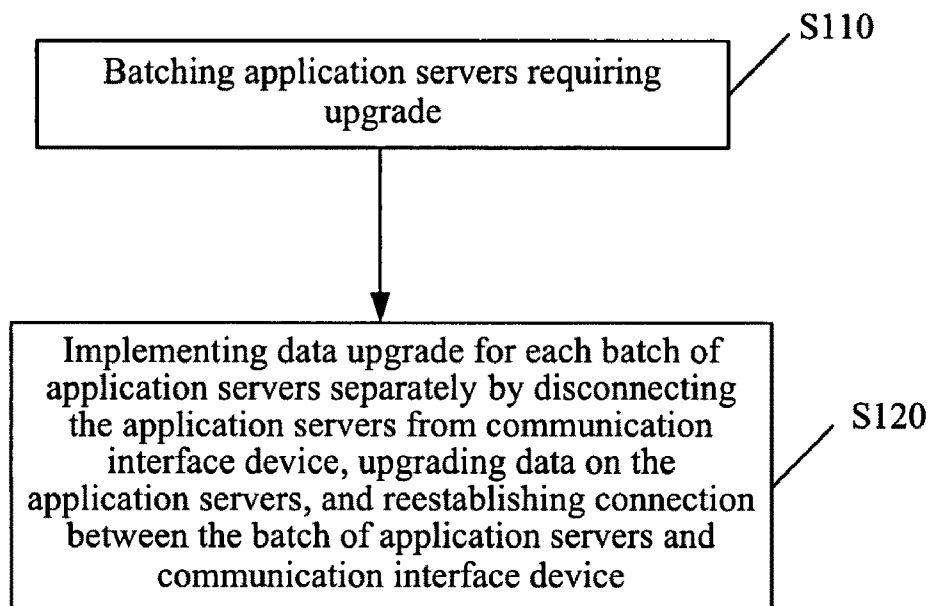 S110
Batching application servers requiring
upgrade
Implementing data upgrade for each batch of
application servers separately by disconnecting
the application servers from communication
interface device, upgrading data on the
application servers, and reestablishing connection
between the batch of application servers and
communication interface device
S120